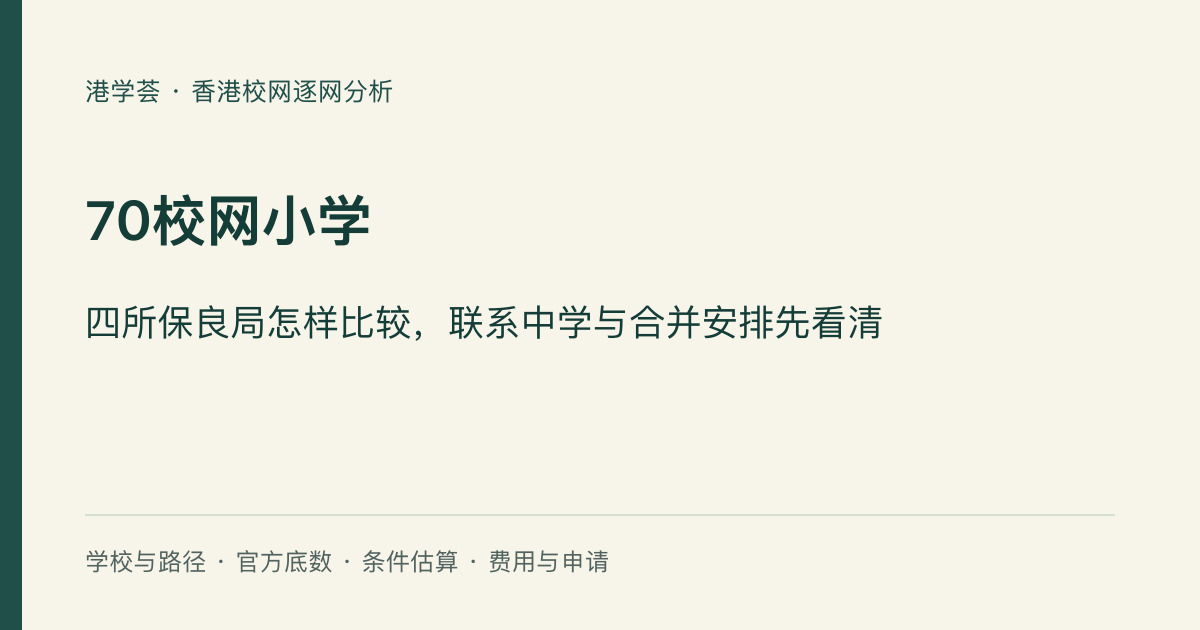 港学荟 · 香港校网逐网分析
70校网小学
四所保良局怎样比较，联系中学与合并安排先看清
学校与路径 · 官方底数 · 条件估算 · 费用与申请